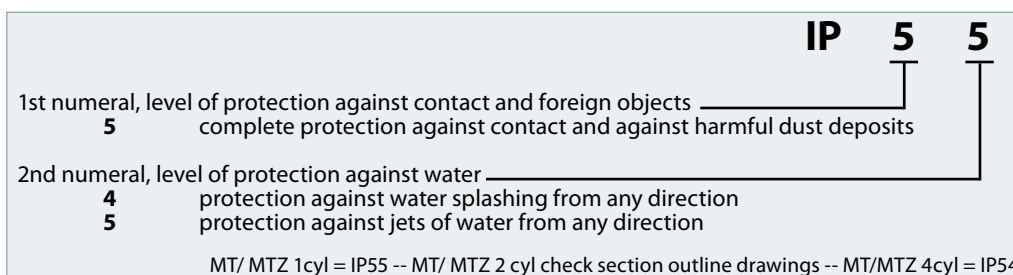 IP 5 5
1st numeral, level of protection against contact and foreign objects
5 complete protection against contact and against harmful dust deposits
2nd numeral, level of protection against water
4 protection against water splashing from any direction
5 protection against jets of water from any direction
MT/ MTZ 1cyl = IP55 -- MT/ MTZ 2 cyl check section outline drawings -- MT/MTZ 4cyl = IP54